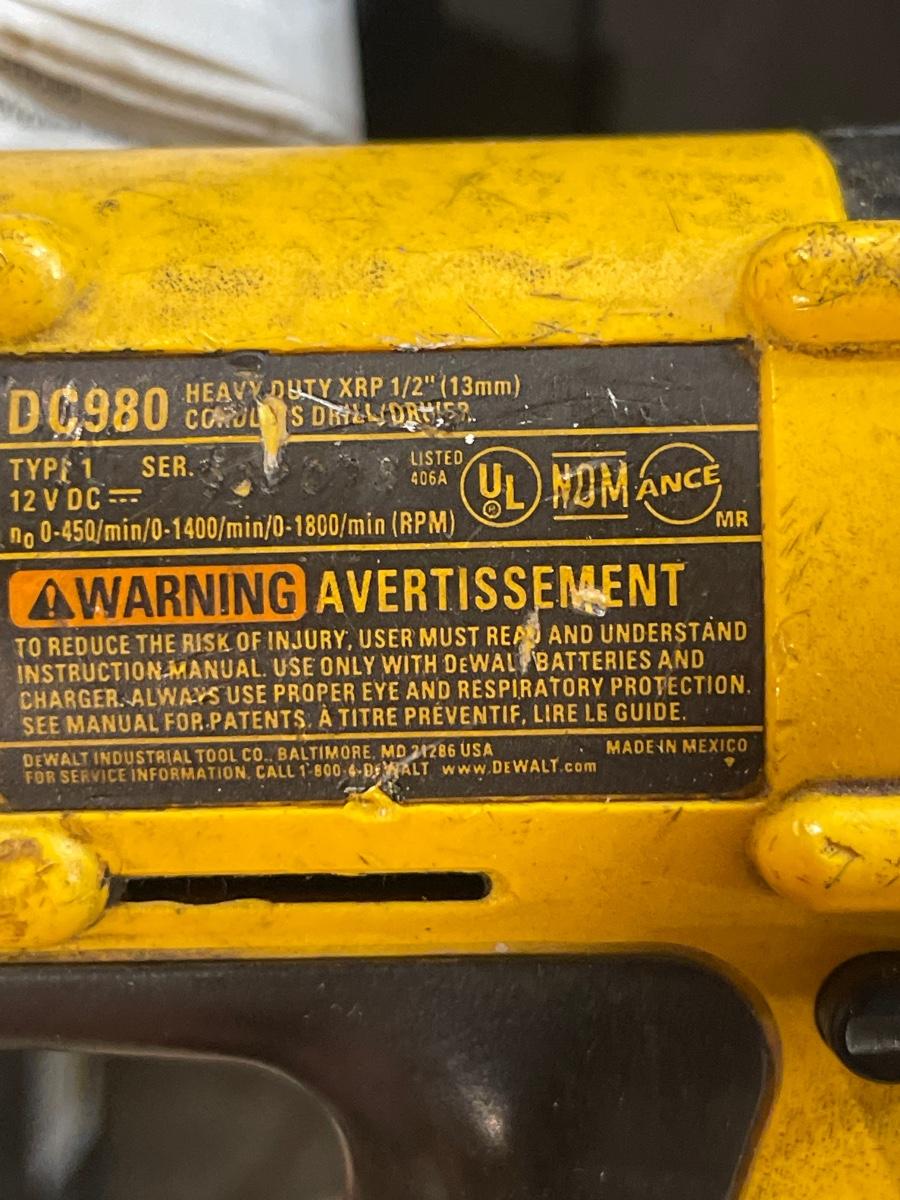 DC980
HEAVY DUTY XRP 1/2" (13mm)
CORDLESS DRILL/DRIVER
TYPE 1 SER.
12 V DC
LISTED
406A
UL
®
NOM
ANCE
MR
n₀ 0-450/min/0-1400/min/0-1800/min (RPM)
WARNING AVERTISSEMENT
TO REDUCE THE RISK OF INJURY, USER MUST READ AND UNDERSTAND
INSTRUCTION MANUAL. USE ONLY WITH DEWALT BATTERIES AND
CHARGER. ALWAYS USE PROPER EYE AND RESPIRATORY PROTECTION.
SEE MANUAL FOR PATENTS. À TITRE PRÉVENTIF, LIRE LE GUIDE.
DEWALT INDUSTRIAL TOOL CO., BALTIMORE, MD 21286 USA MADE IN MEXICO
FOR SERVICE INFORMATION, CALL 1-800-4-DEWALT www.DEWALT.com